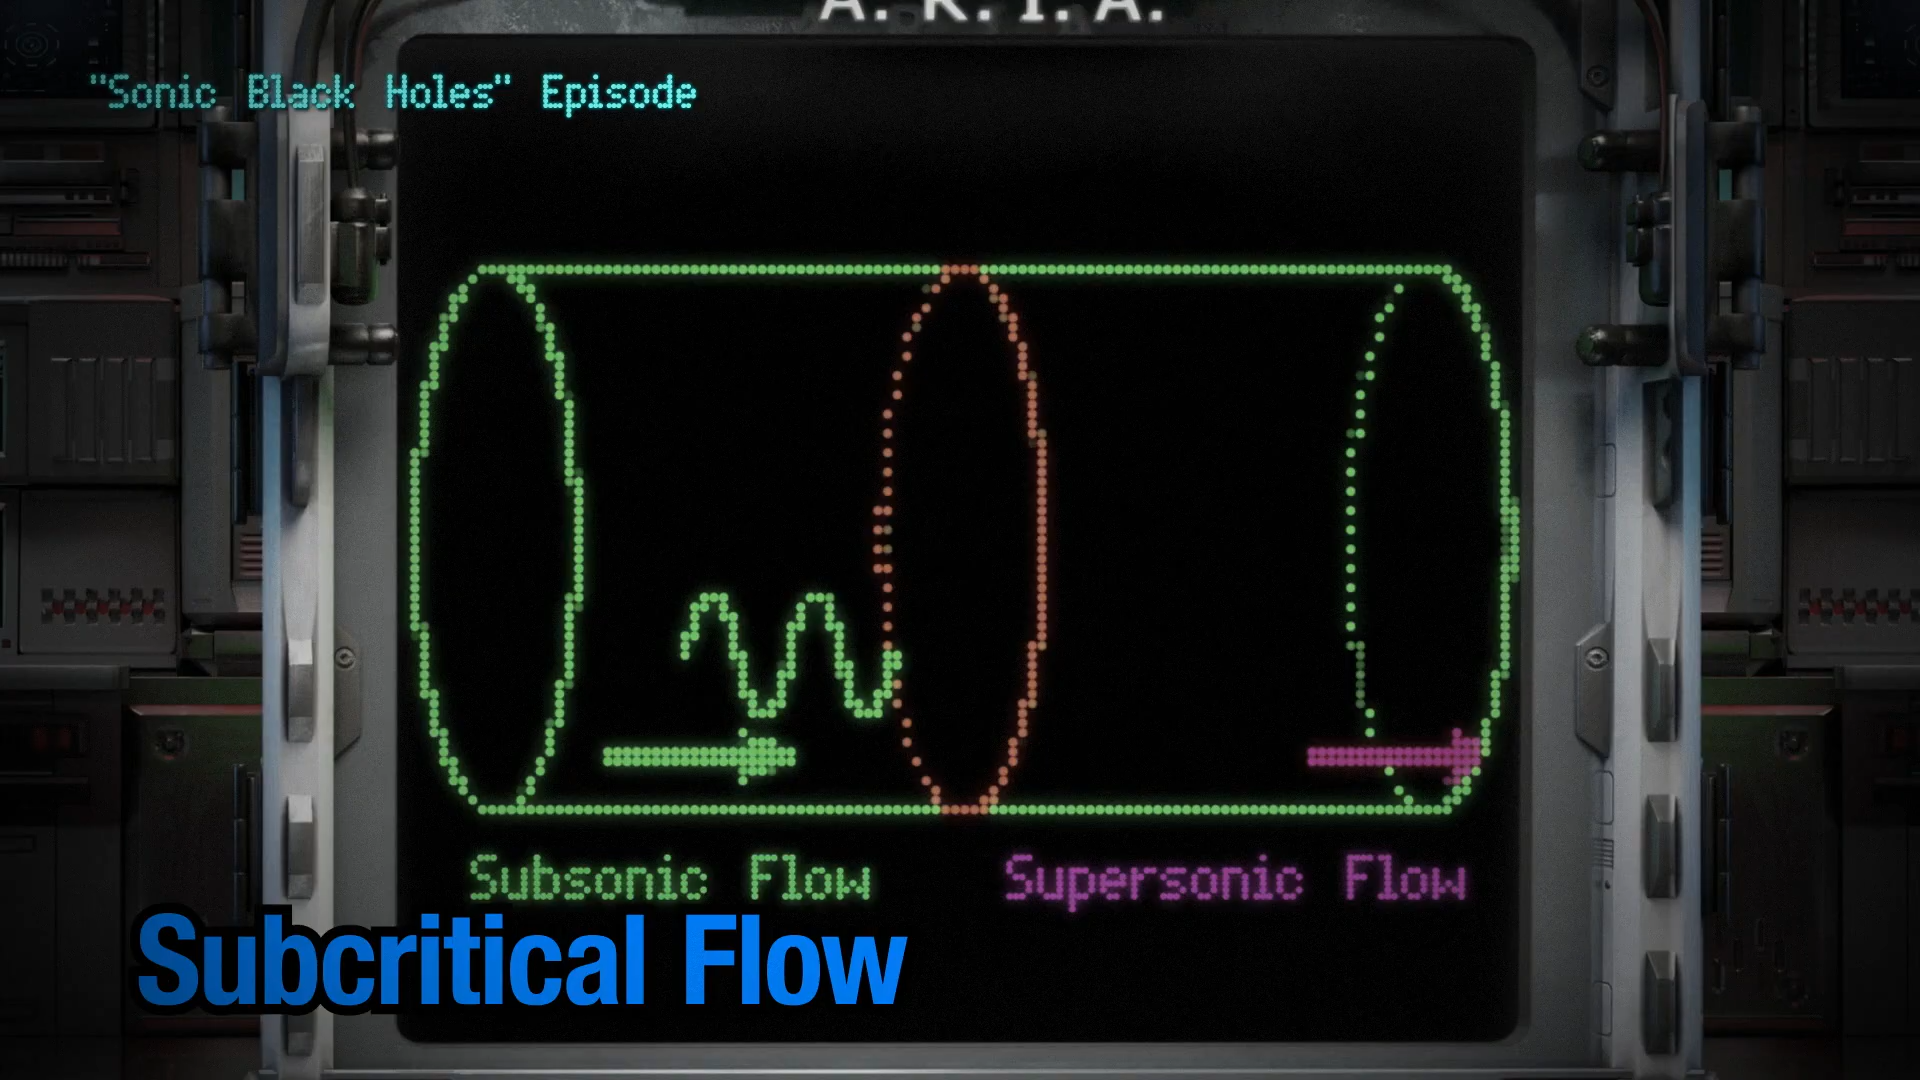 A. R. I. A.
"Sonic Black Holes" Episode
Subsonic Flow
Supersonic Flow
Subcritical Flow